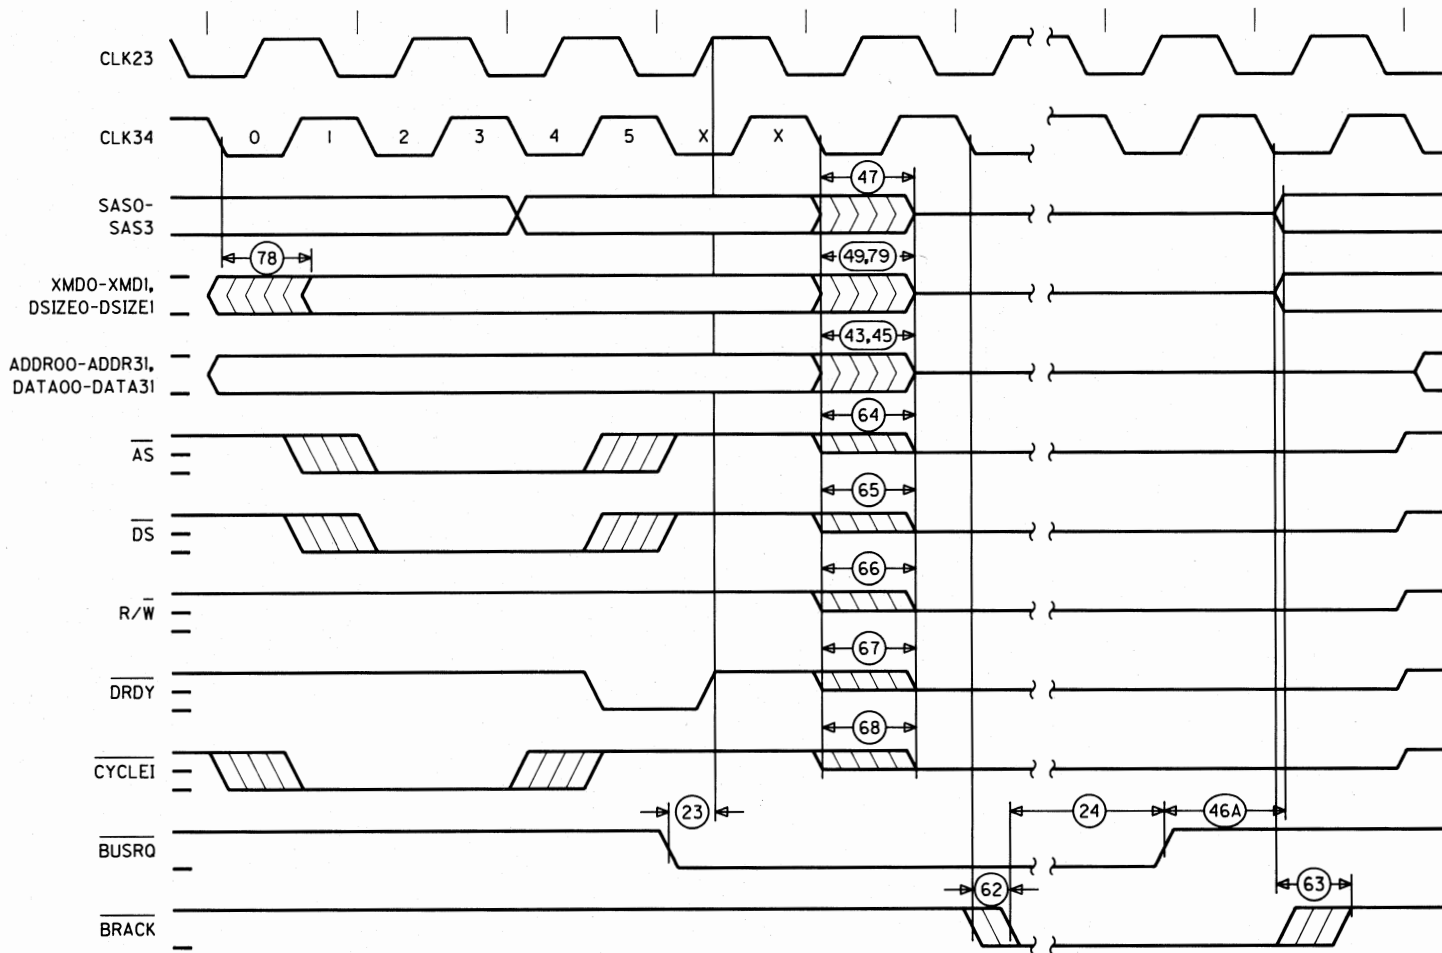 CLK23
CLK34
0 1 2 3 4 5 X X
47
SAS0-
SAS3
78
49,79
XMD0-XMD1,
DSIZE0-DSIZE1
43,45
ADDR00-ADDR31,
DATA00-DATA31
64
AS
65
DS
66
R/W
67
DRDY
68
CYCLEI
23
24
46A
BUSRQ
62
63
BRACK